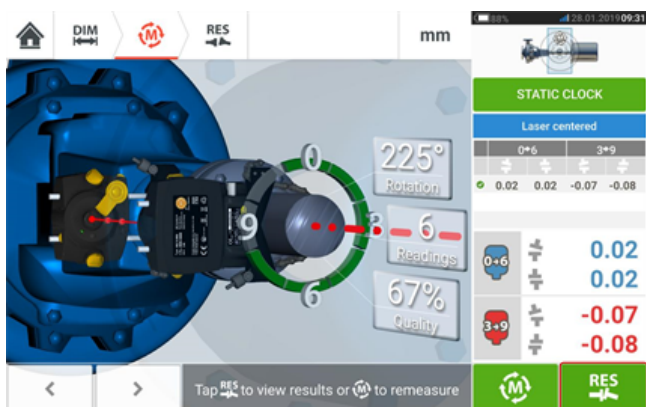 DIM
M
RES
mm
88%
28.01.2019 09:31
STATIC CLOCK
Laser centered
0→6 3→9
0.02 0.02 -0.07 -0.08
225°
Rotation
6
Readings
67%
Quality
0
3
6
9
0→6
0.02
0.02
3→9
-0.07
-0.08
Tap RES to view results or M to remeasure
M
RES